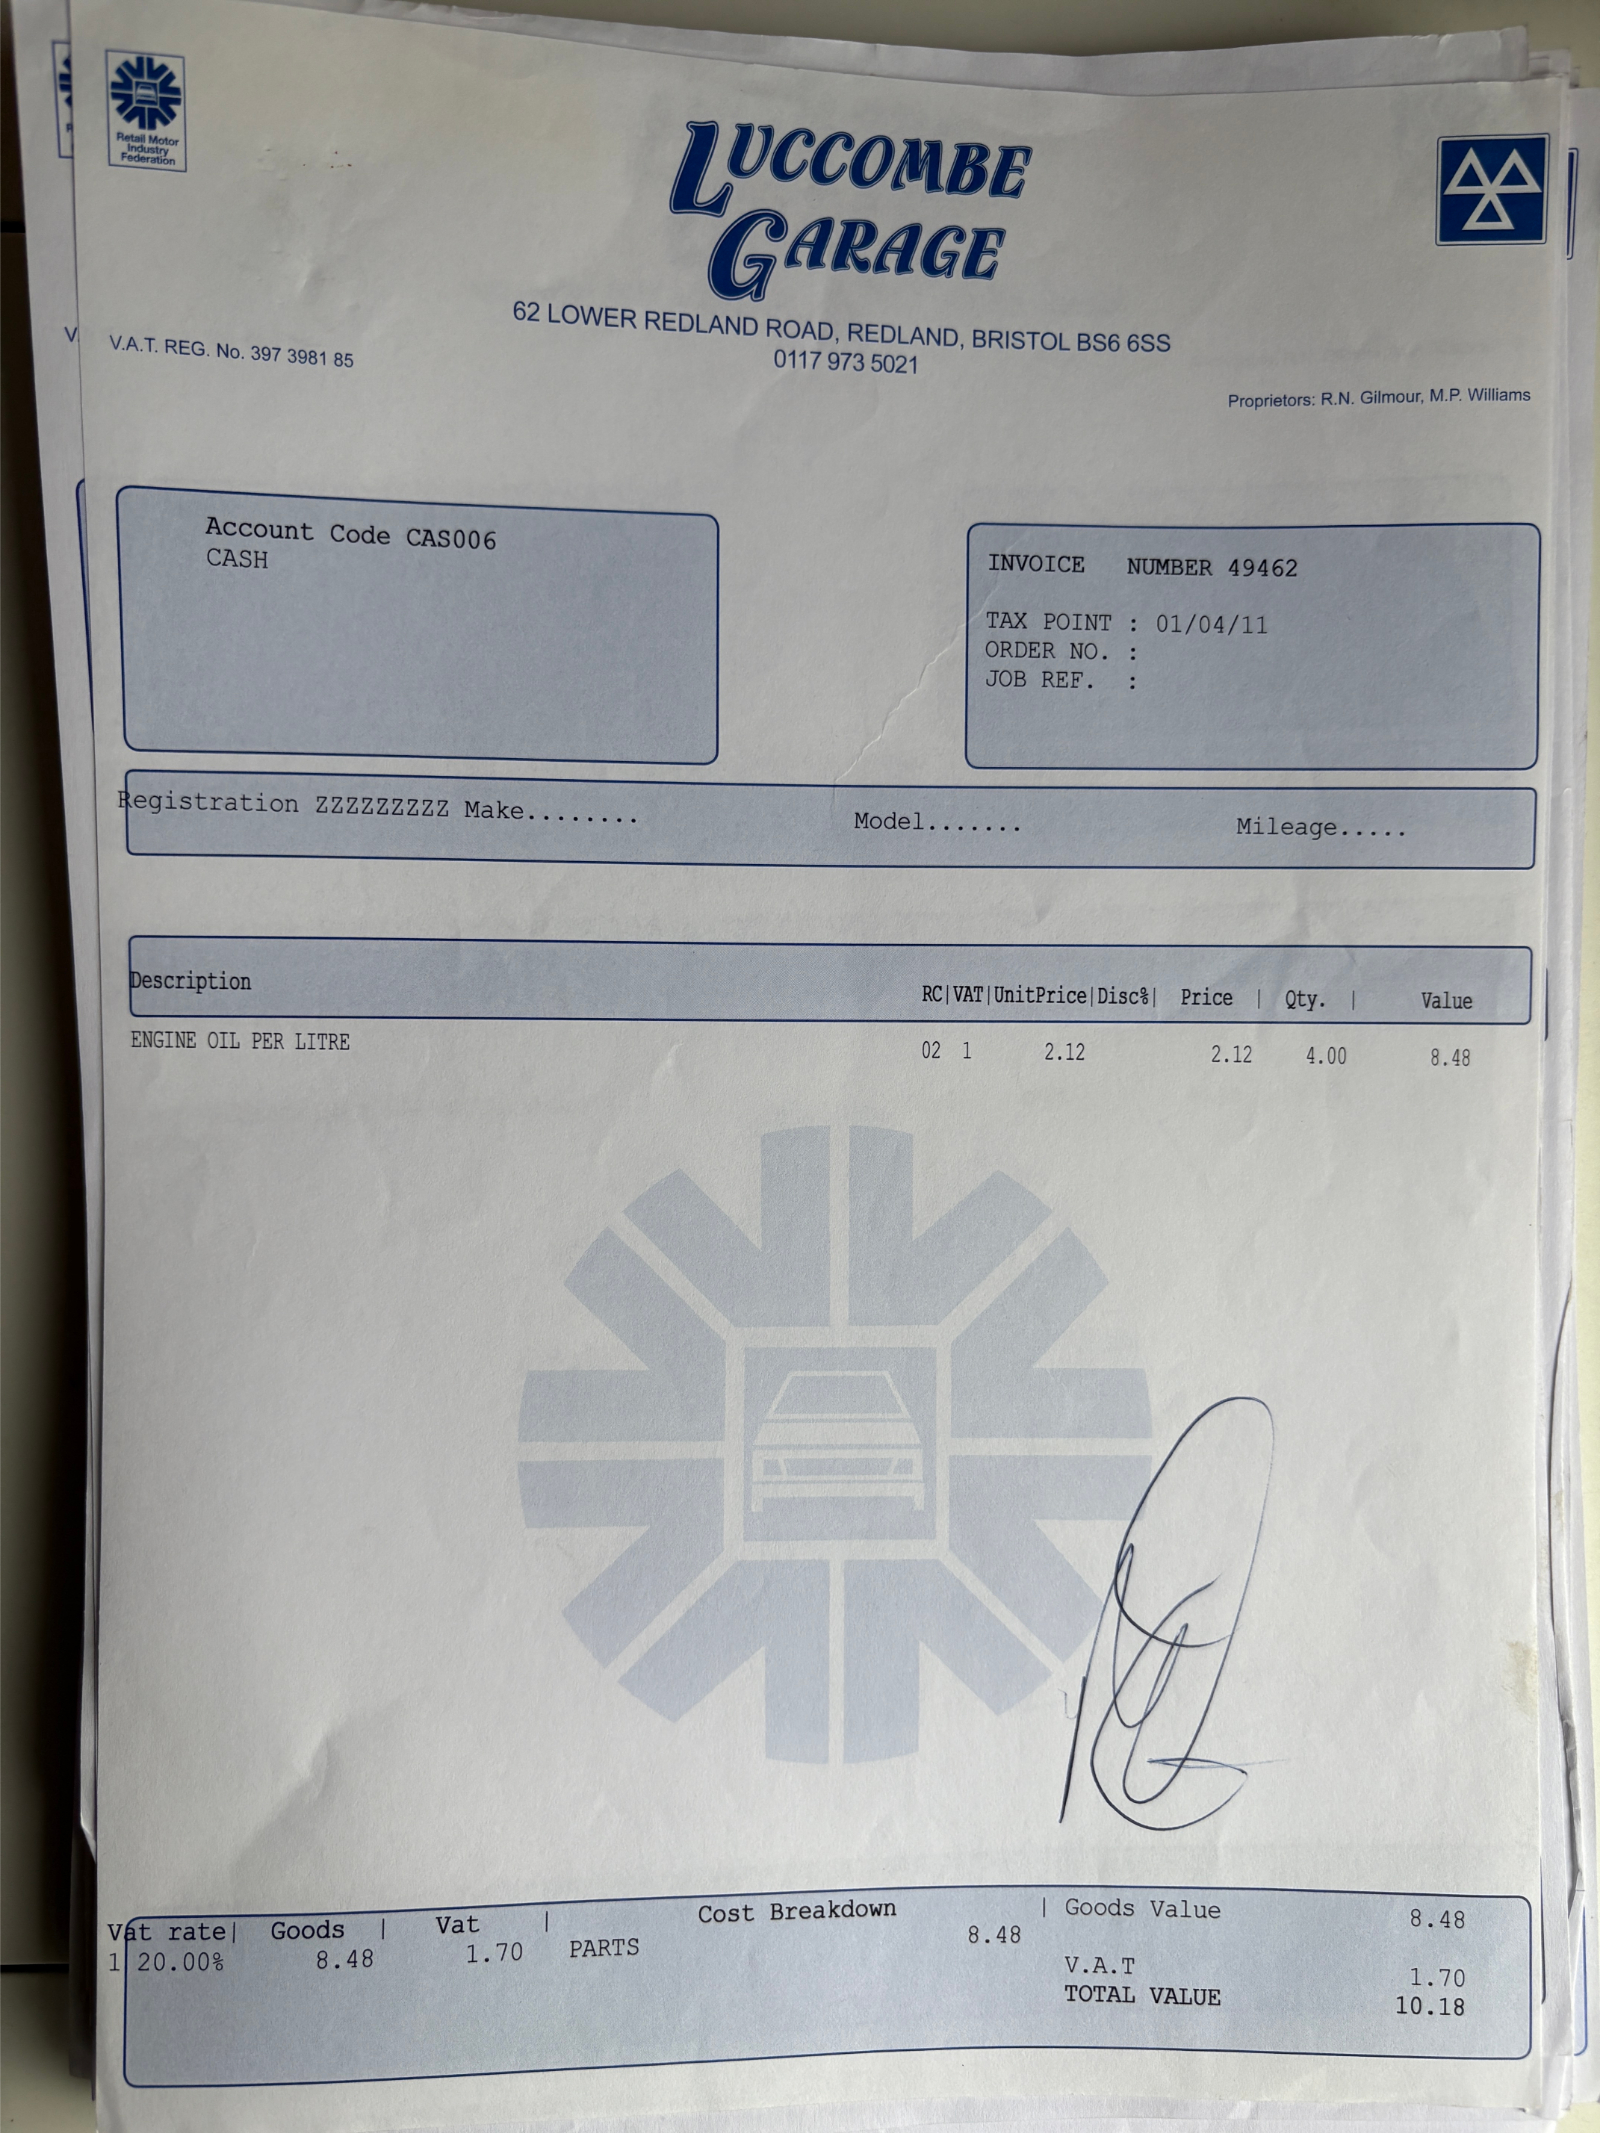 Retail Motor
Industry
Federation
LUCCOMBE
GARAGE
62 LOWER REDLAND ROAD, REDLAND, BRISTOL BS6 6SS
0117 973 5021
V.A.T. REG. No. 397 3981 85
Proprietors: R.N. Gilmour, M.P. Williams
Account Code CAS006
CASH
INVOICE NUMBER 49462
TAX POINT : 01/04/11
ORDER NO. :
JOB REF. :
Registration ZZZZZZZZZ Make........ Model....... Mileage.....
Description RC|VAT|UnitPrice|Disc%| Price | Qty. | Value
ENGINE OIL PER LITRE 02 1 2.12 2.12 4.00 8.48
Vat rate| Goods | Vat | Cost Breakdown | Goods Value 8.48
1 20.00% 8.48 1.70 PARTS 8.48
V.A.T 1.70
TOTAL VALUE 10.18